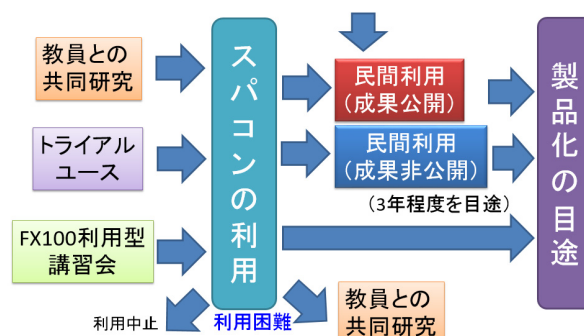 教員との
共同研究
トライアル
ユース
FX100利用型
講習会
スパコンの利用
民間利用
(成果公開)
民間利用
(成果非公開)
(3年程度を目途)
製品化の目途
利用中止
利用困難
教員との
共同研究